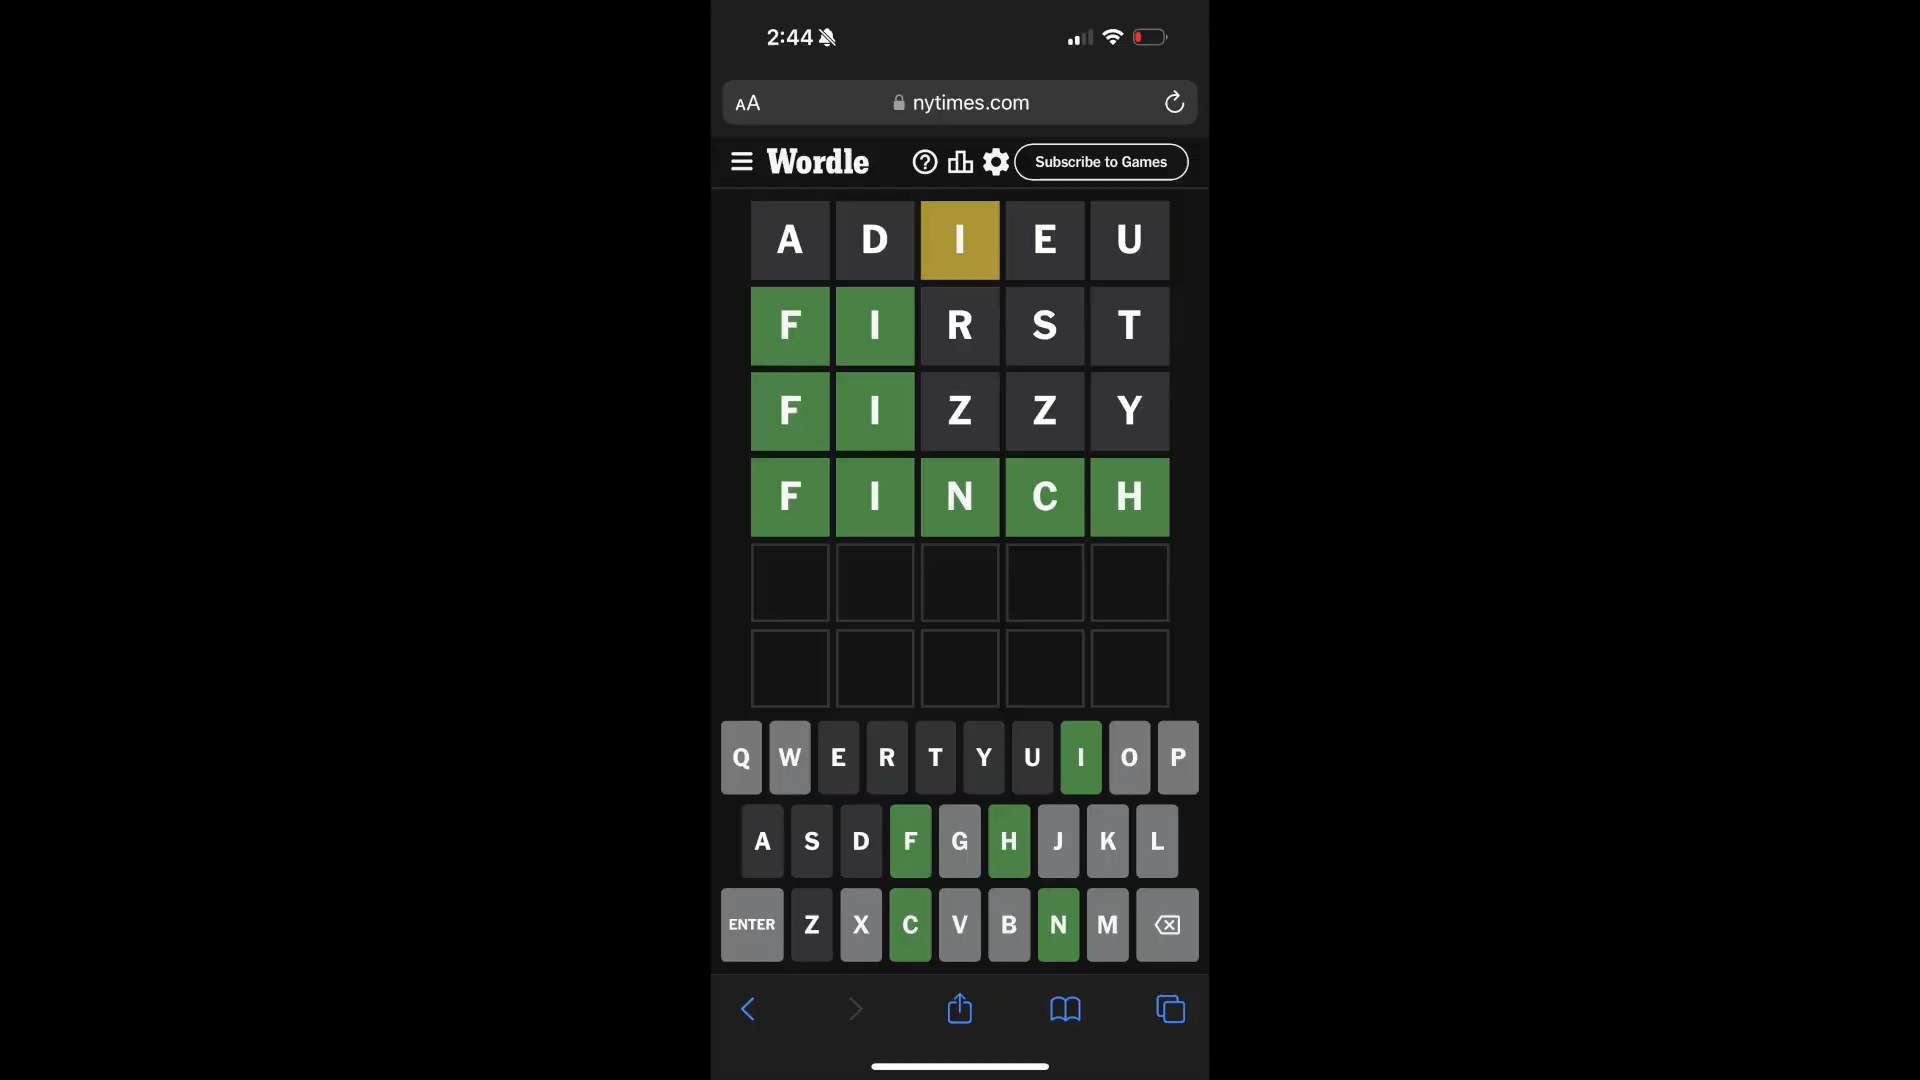 2:44
AA nytimes.com
Wordle ? Subscribe to Games
A D I E U
F I R S T
F I Z Z Y
F I N C H
Q W E R T Y U I O P
A S D F G H J K L
ENTER Z X C V B N M